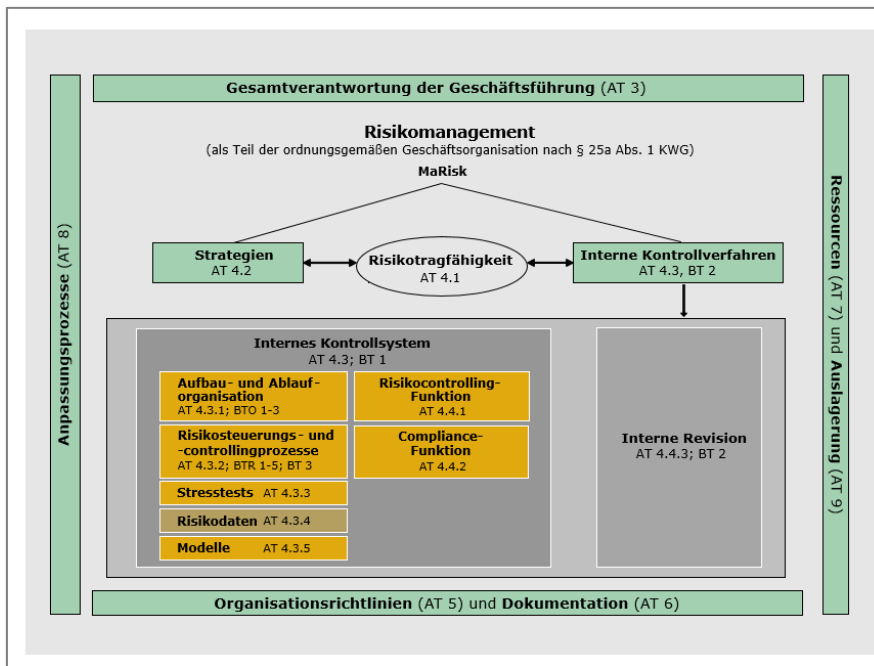 Gesamtverantwortung der Geschäftsführung (AT 3)
Anpassungsprozesse (AT 8)
Risikomanagement
(als Teil der ordnungsgemäßen Geschäftsorganisation nach § 25a Abs. 1 KWG)
MaRisk
Strategien
AT 4.2
Risikotragfähigkeit
AT 4.1
Interne Kontrollverfahren
AT 4.3, BT 2
Internes Kontrollsystem
AT 4.3; BT 1
Aufbau- und Ablauf-
organisation
AT 4.3.1; BTO 1-3
Risikosteuerungs- und
-controllingprozesse
AT 4.3.2; BTR 1-5; BT 3
Stresstests AT 4.3.3
Risikodaten AT 4.3.4
Modelle AT 4.3.5
Risikocontrolling-
Funktion
AT 4.4.1
Compliance-
Funktion
AT 4.4.2
Interne Revision
AT 4.4.3; BT 2
Ressourcen (AT 7) und Auslagerung (AT 9)
Organisationsrichtlinien (AT 5) und Dokumentation (AT 6)